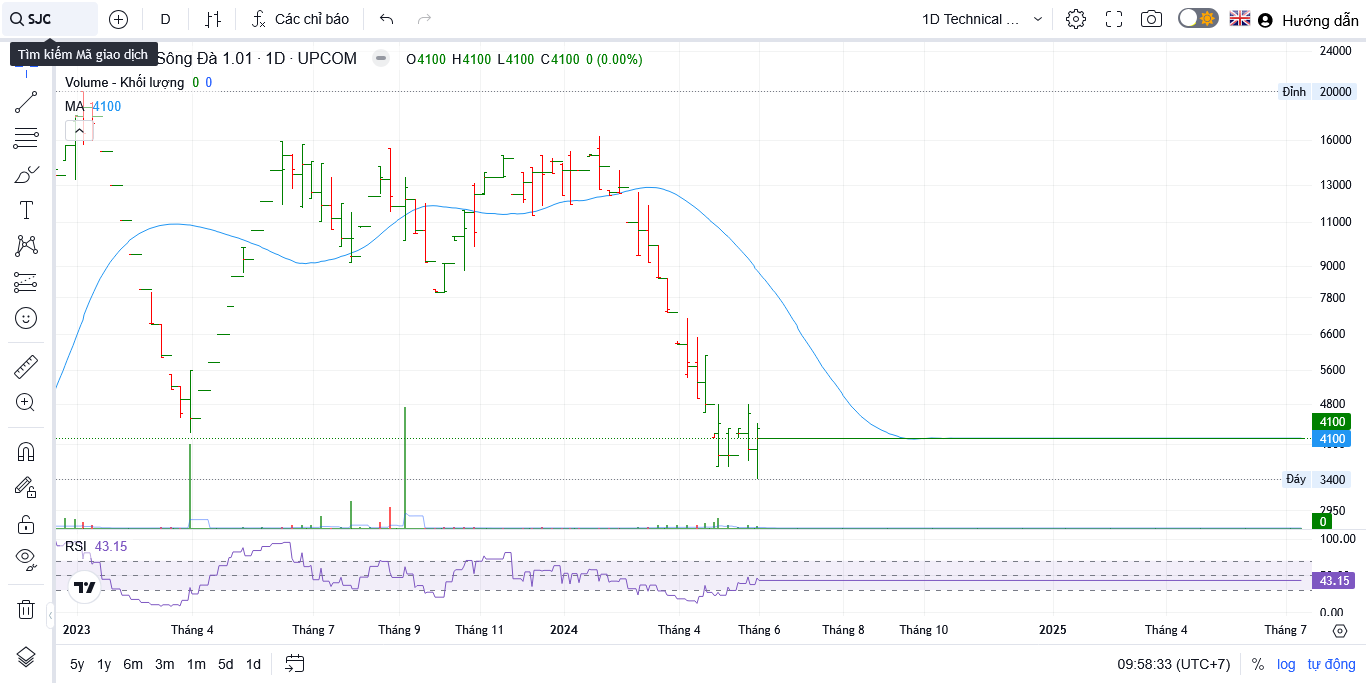 SJC
D
Các chỉ báo
1D Technical ...
Hướng dẫn
Tìm kiếm Mã giao dịch
Sông Đà 1.01 · 1D · UPCOM
O4100 H4100 L4100 C4100 0 (0.00%)
Volume - Khối lượng 0 0
MA 4100
24000
Đỉnh 20000
16000
13000
11000
9000
7800
6600
5600
4800
4100
4100
Đáy 3400
2950
0
RSI 43.15
100.00
43.15
0.00
2023 Tháng 4 Tháng 7 Tháng 9 Tháng 11 2024 Tháng 4 Tháng 6 Tháng 8 Tháng 10 2025 Tháng 4 Tháng 7
5y 1y 6m 3m 1m 5d 1d
09:58:33 (UTC+7) % log tự động